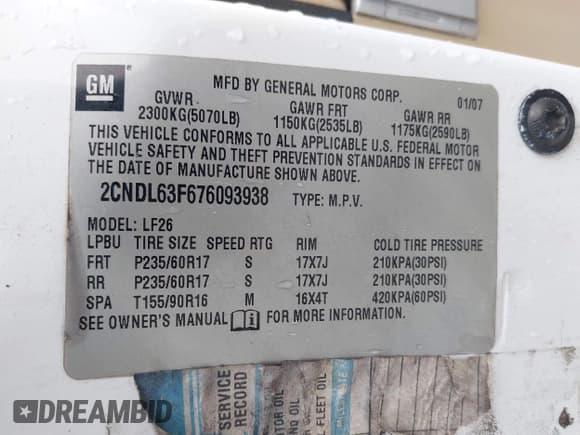 GM ®
MFD BY GENERAL MOTORS CORP. 01/07
GVWR GAWR FRT GAWR RR
2300KG(5070LB) 1150KG(2535LB) 1175KG(2590LB)
THIS VEHICLE CONFORMS TO ALL APPLICABLE U.S. FEDERAL MOTOR
VEHICLE SAFETY AND THEFT PREVENTION STANDARDS IN EFFECT ON
THE DATE OF MANUFACTURE SHOWN ABOVE.
2CNDL63F676093938 TYPE: M.P.V.
MODEL: LF26
LPBU TIRE SIZE SPEED RTG RIM COLD TIRE PRESSURE
FRT P235/60R17 S 17X7J 210KPA(30PSI)
RR P235/60R17 S 17X7J 210KPA(30PSI)
SPA T155/90R16 M 16X4T 420KPA(60PSI)
SEE OWNER'S MANUAL i FOR MORE INFORMATION.
SERVICE
RECORD
OIL
FLEET OIL
DREAMBID